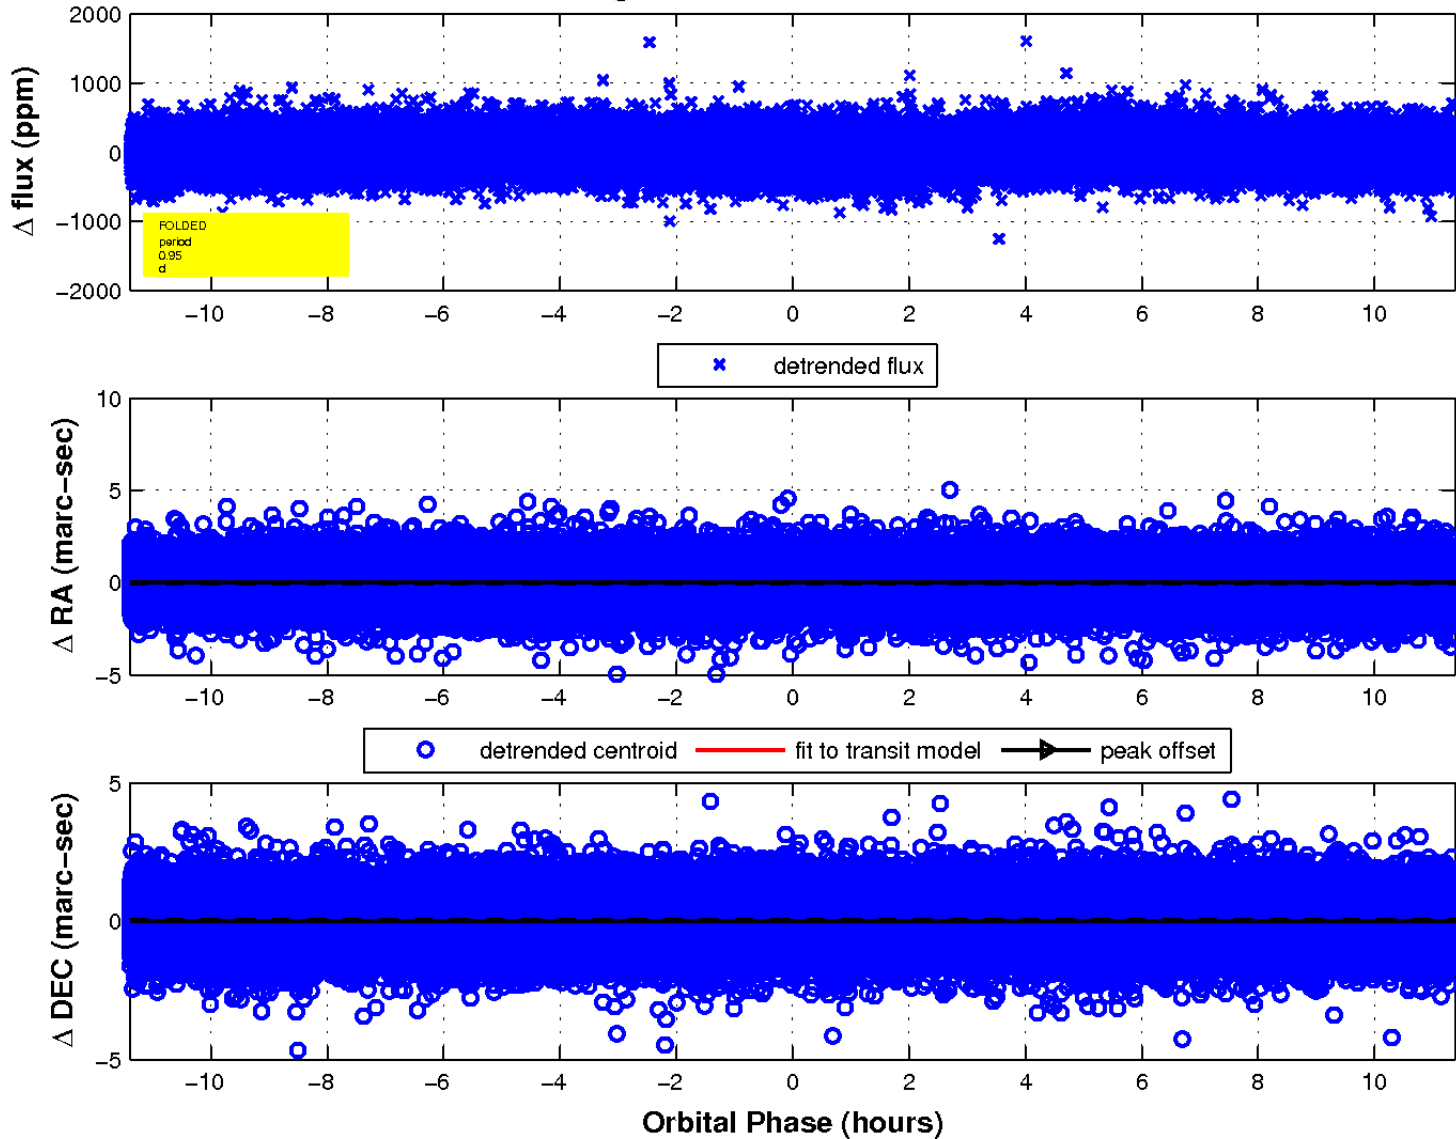 2000
1000
0
−1000
−2000
Δ flux (ppm)
FOLDED
period
0.95
d
−10 −8 −6 −4 −2 0 2 4 6 8 10
detrended flux
10
5
0
−5
Δ RA (marc−sec)
−10 −8 −6 −4 −2 0 2 4 6 8 10
detrended centroid fit to transit model peak offset
5
0
−5
Δ DEC (marc−sec)
−10 −8 −6 −4 −2 0 2 4 6 8 10
Orbital Phase (hours)